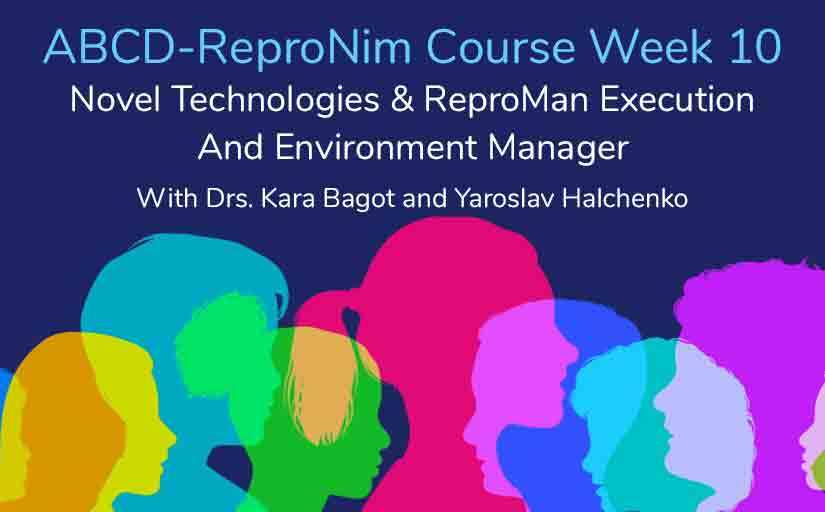 ABCD-ReproNim Course Week 10
Novel Technologies & ReproMan Execution
And Environment Manager
With Drs. Kara Bagot and Yaroslav Halchenko